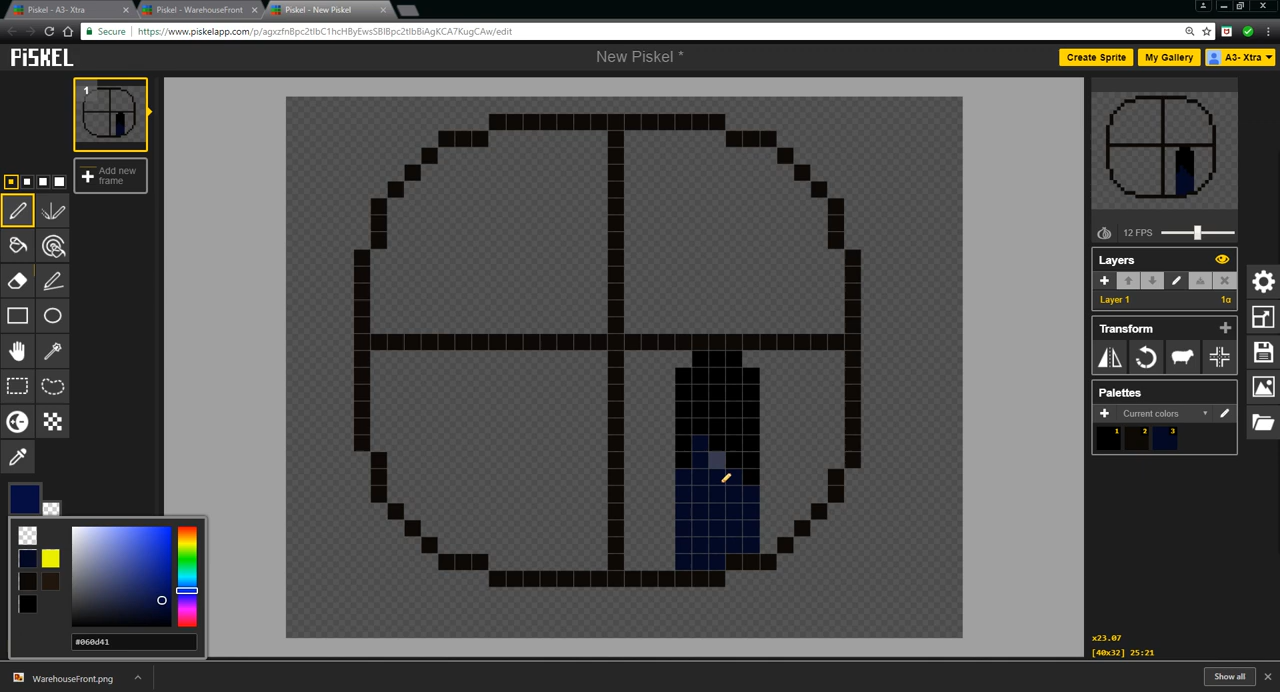 Piskel - A3- Xtra
Piskel - WarehouseFront
Piskel - New Piskel
Secure
https://www.piskelapp.com/p/agxzfnBpc2tlbC1hcHByEwsSBlBpc2tlbBiAgKCA7KugCAw/edit
PiSKEL
New Piskel *
Create Sprite
My Gallery
A3- Xtra
1
Add new
frame
12 FPS
Layers
Layer 1
1α
Transform
Palettes
Current colors
1
2
3
#060d41
x23.07
[40x32] 25:21
WarehouseFront.png
Show all